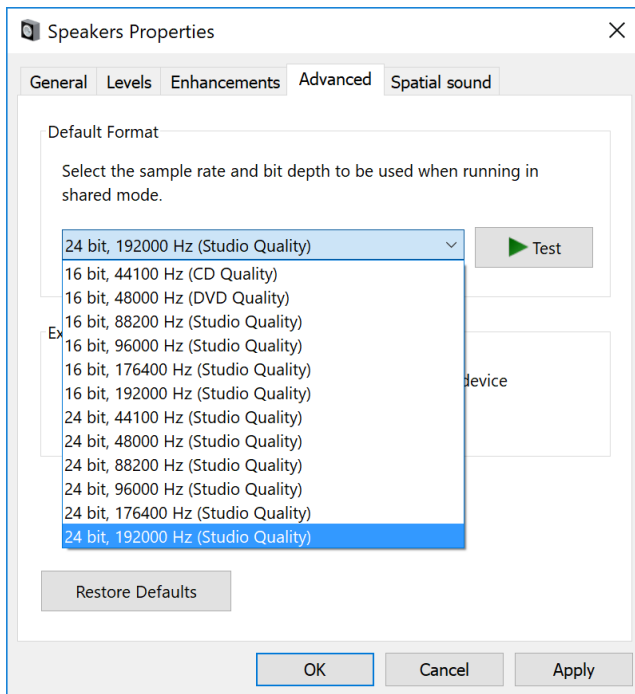 Speakers Properties
General Levels Enhancements Advanced Spatial sound
Default Format
Select the sample rate and bit depth to be used when running in
shared mode.
24 bit, 192000 Hz (Studio Quality)
Test
16 bit, 44100 Hz (CD Quality)
16 bit, 48000 Hz (DVD Quality)
16 bit, 88200 Hz (Studio Quality)
Ex
16 bit, 96000 Hz (Studio Quality)
16 bit, 176400 Hz (Studio Quality)
device
16 bit, 192000 Hz (Studio Quality)
24 bit, 44100 Hz (Studio Quality)
24 bit, 48000 Hz (Studio Quality)
24 bit, 88200 Hz (Studio Quality)
24 bit, 96000 Hz (Studio Quality)
24 bit, 176400 Hz (Studio Quality)
24 bit, 192000 Hz (Studio Quality)
Restore Defaults
OK Cancel Apply